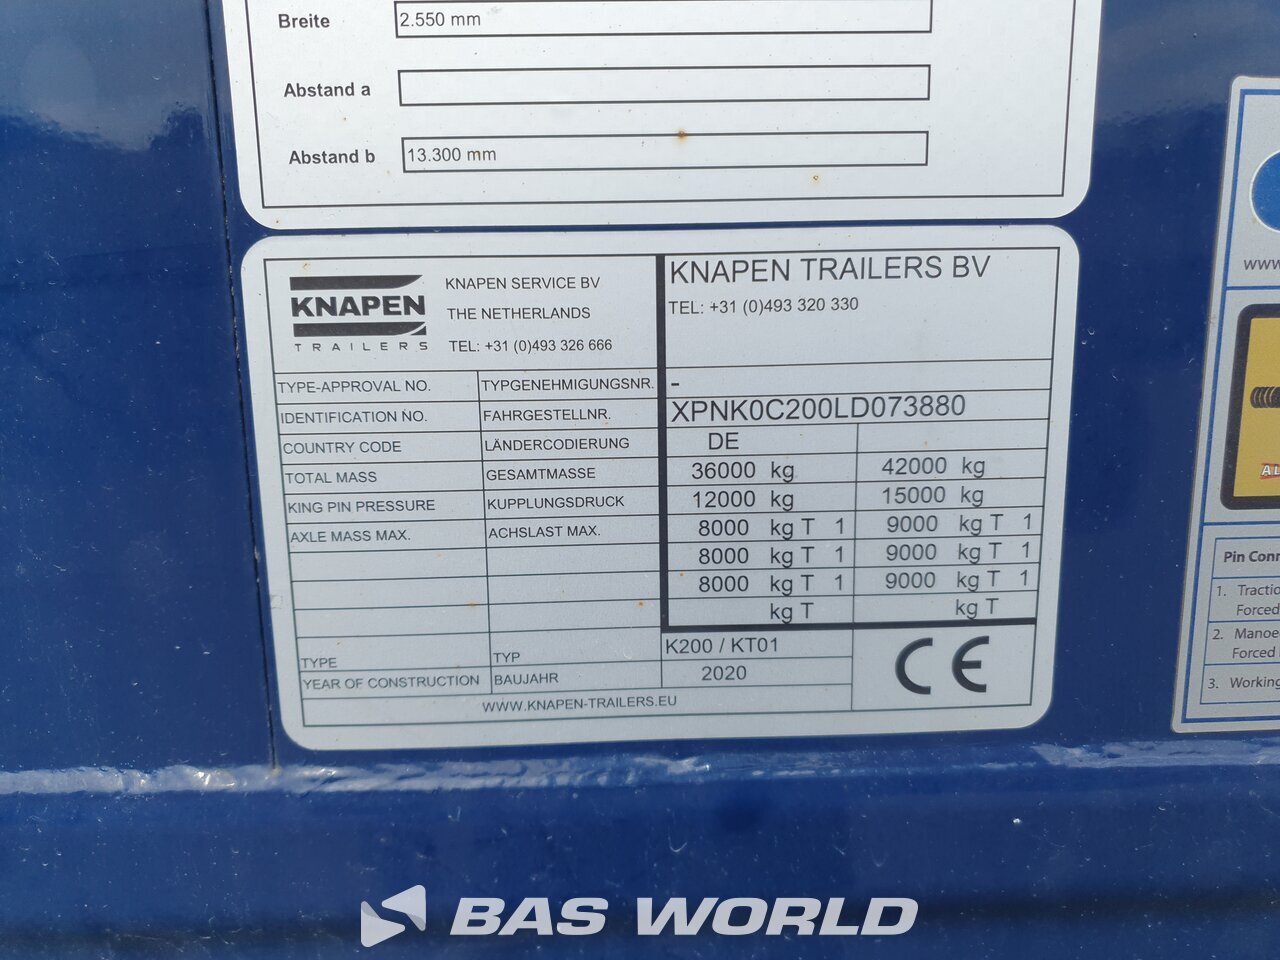 Breite 2.550 mm
Abstand a
Abstand b 13.300 mm
KNAPEN
TRAILERS
KNAPEN SERVICE BV
THE NETHERLANDS
TEL: +31 (0)493 326 666
KNAPEN TRAILERS BV
TEL: +31 (0)493 320 330
TYPE-APPROVAL NO. TYPGENEHMIGUNGSNR. -
IDENTIFICATION NO. FAHRGESTELLNR. XPNK0C200LD073880
COUNTRY CODE LÄNDERCODIERUNG DE
TOTAL MASS GESAMTMASSE 36000 kg 42000 kg
KING PIN PRESSURE KUPPLUNGSDRUCK 12000 kg 15000 kg
AXLE MASS MAX. ACHSLAST MAX. 8000 kg T 1 9000 kg T 1
8000 kg T 1 9000 kg T 1
8000 kg T 1 9000 kg T 1
kg T kg T
TYPE TYP K200 / KT01
YEAR OF CONSTRUCTION BAUJAHR 2020
CE
WWW.KNAPEN-TRAILERS.EU
www
AL
Pin Conn
1. Tractio
Forced
2. Manoe
Forced
3. Working
BAS WORLD